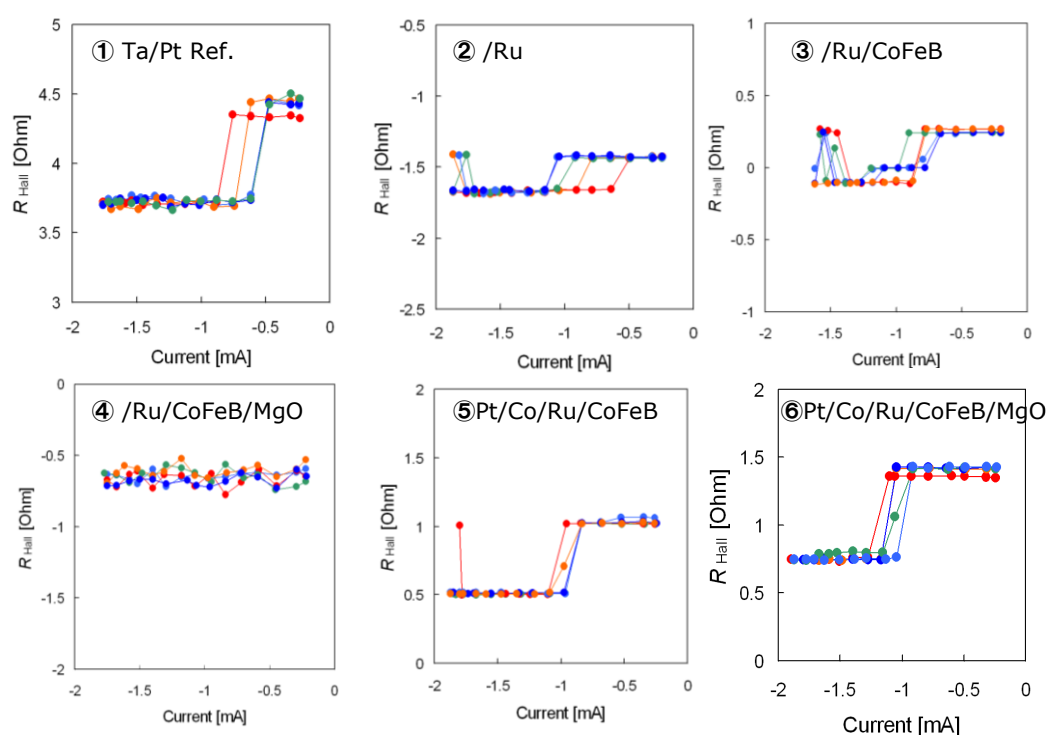 ① Ta/Pt Ref.
R Hall [Ohm]
5
4.5
4
3.5
3
-2 -1.5 -1 -0.5 0
Current [mA]
② /Ru
R Hall [Ohm]
-0.5
-1
-1.5
-2
-2.5
-2 -1.5 -1 -0.5 0
Current [mA]
③ /Ru/CoFeB
R Hall [Ohm]
1
0.5
0
-0.5
-1
-2 -1.5 -1 -0.5 0
Current [mA]
④ /Ru/CoFeB/MgO
R Hall [Ohm]
0
-0.5
-1
-1.5
-2
-2 -1.5 -1 -0.5 0
Current [mA]
⑤Pt/Co/Ru/CoFeB
R Hall [Ohm]
2
1.5
1
0.5
0
-2 -1.5 -1 -0.5 0
Current [mA]
⑥Pt/Co/Ru/CoFeB/MgO
R Hall [Ohm]
2
1.5
1
0.5
0
-2 -1.5 -1 -0.5 0
Current [mA]